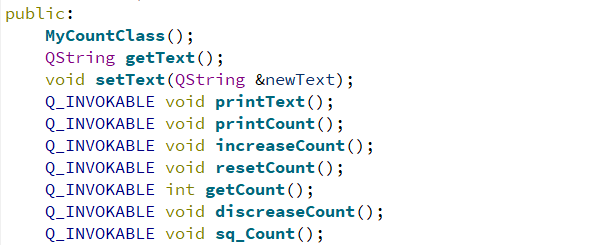 public:
MyCountClass();
QString getText();
void setText(QString &newText);
Q_INVOKABLE void printText();
Q_INVOKABLE void printCount();
Q_INVOKABLE void increaseCount();
Q_INVOKABLE void resetCount();
Q_INVOKABLE int getCount();
Q_INVOKABLE void discreaseCount();
Q_INVOKABLE void sq_Count();